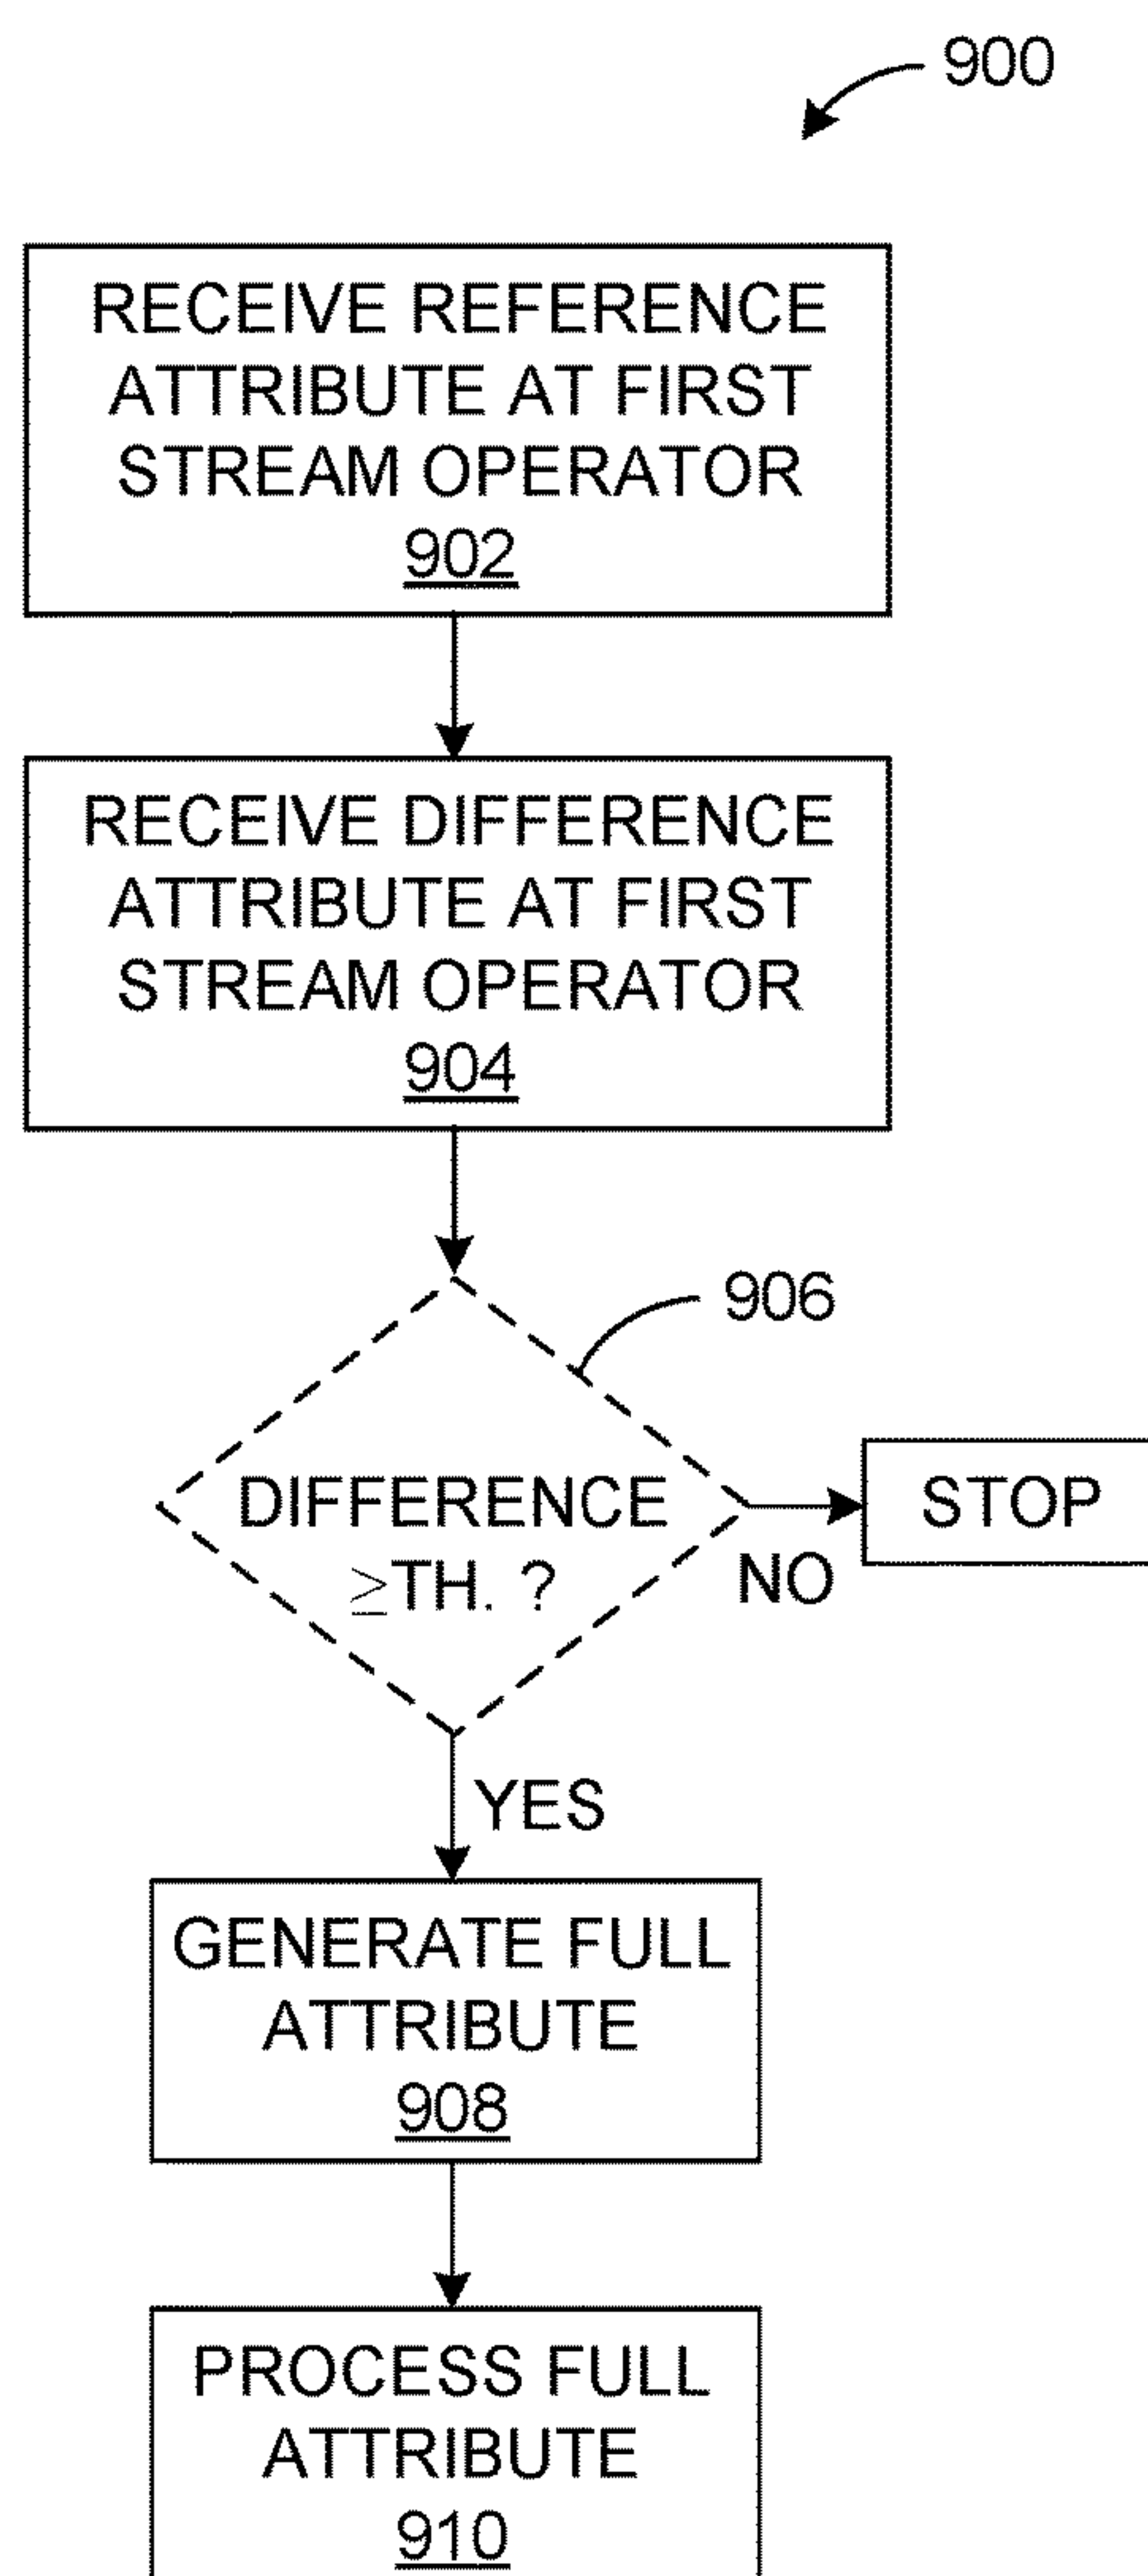 900
RECEIVE REFERENCE
ATTRIBUTE AT FIRST
STREAM OPERATOR
902
RECEIVE DIFFERENCE
ATTRIBUTE AT FIRST
STREAM OPERATOR
904
906
DIFFERENCE
≥TH. ?
NO
STOP
YES
GENERATE FULL
ATTRIBUTE
908
PROCESS FULL
ATTRIBUTE
910